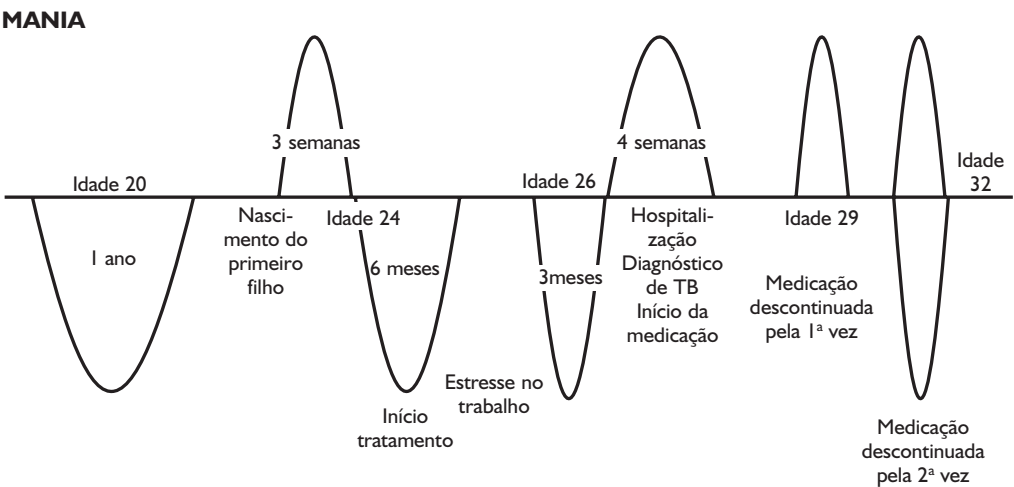 MANIA
3 semanas
4 semanas
Idade 20
Idade 26
Idade
32
Nasci-
mento do
primeiro
filho
Idade 24
Hospitali-
zação
Diagnóstico
de TB
Início da
medicação
Idade 29
1 ano
6 meses
3meses
Medicação
descontinuada
pela 1ª vez
Estresse no
trabalho
Início
tratamento
Medicação
descontinuada
pela 2ª vez